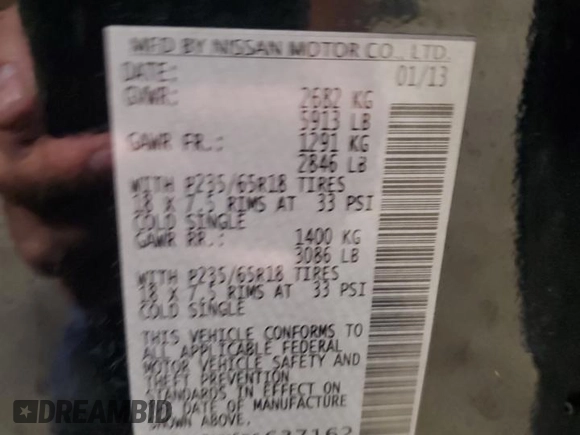 MFD BY NISSAN MOTOR CO., LTD.
DATE: 01/13
GVWR: 2682 KG
5913 LB
GAWR FR.: 1291 KG
2846 LB
WITH P235/65R18 TIRES
18 X 7.5 RIMS AT 33 PSI
COLD SINGLE
GAWR RR.: 1400 KG
3086 LB
WITH P235/65R18 TIRES
18 X 7.5 RIMS AT 33 PSI
COLD SINGLE
THIS VEHICLE CONFORMS TO
ALL APPLICABLE FEDERAL
MOTOR VEHICLE SAFETY AND
THEFT PREVENTION
STANDARDS IN EFFECT ON
DATE OF MANUFACTURE
SHOWN ABOVE.
627162
DREAMBID